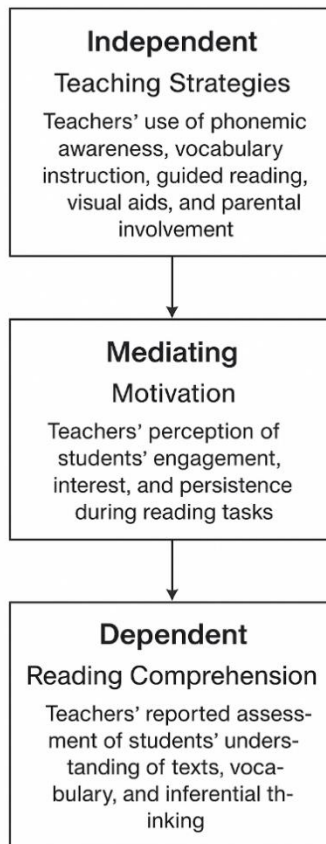 Independent
Teaching Strategies
Teachers' use of phonemic
awareness, vocabulary
instruction, guided reading,
visual aids, and parental
involvement
Mediating
Motivation
Teachers' perception of
students' engagement,
interest, and persistence
during reading tasks
Dependent
Reading Comprehension
Teachers' reported assess-
ment of students' unders-
tanding of texts, voca-
bulary, and inferential th-
inking